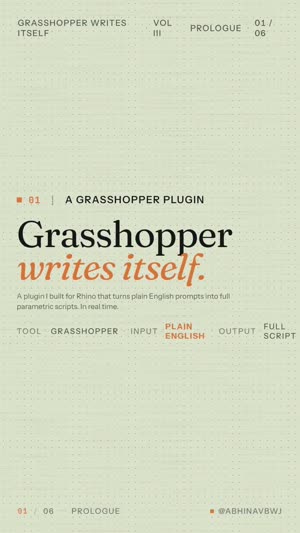 GRASSHOPPER WRITES ITSELF
VOL III
PROLOGUE
01 / 06
01 | A GRASSHOPPER PLUGIN
Grasshopper
writes itself.
A plugin I built for Rhino that turns plain English prompts into full
parametric scripts. In real time.
TOOL · GRASSHOPPER · INPUT PLAIN ENGLISH · OUTPUT FULL SCRIPT
01 / 06 · PROLOGUE
@ABHINAVBWJ